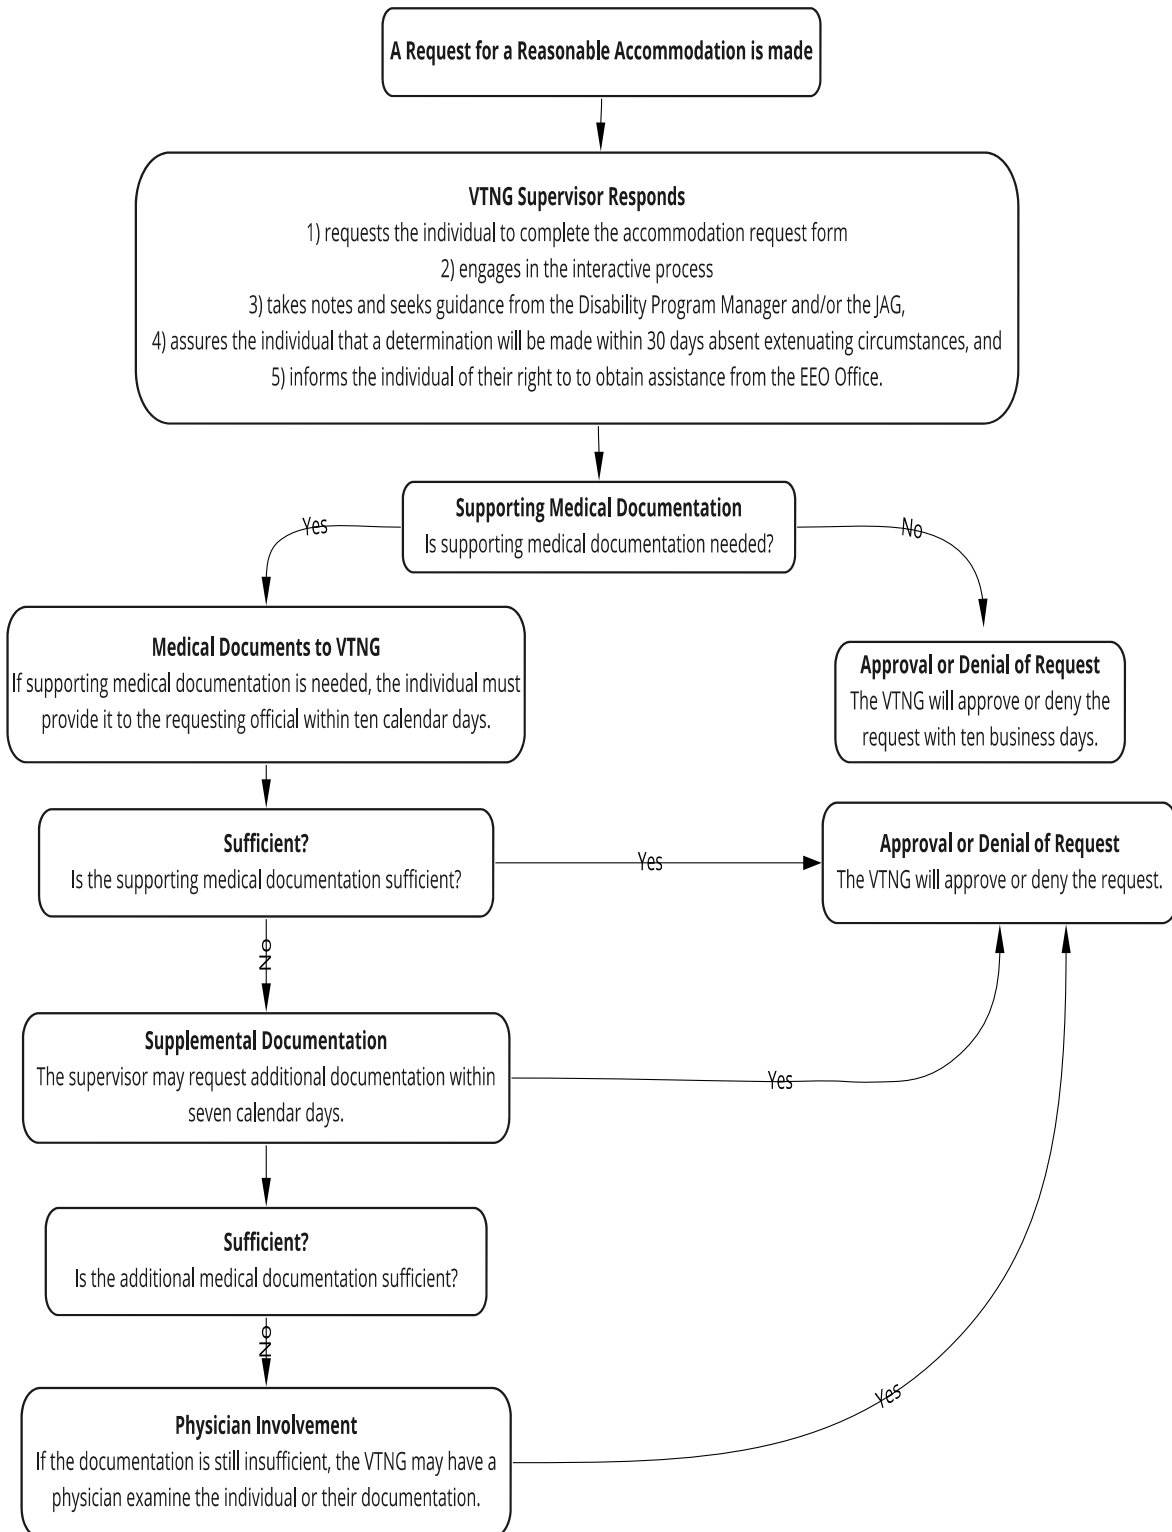 A Request for a Reasonable Accommodation is made
VTNG Supervisor Responds
1) requests the individual to complete the accommodation request form
2) engages in the interactive process
3) takes notes and seeks guidance from the Disability Program Manager and/or the JAG,
4) assures the individual that a determination will be made within 30 days absent extenuating circumstances, and
5) informs the individual of their right to to obtain assistance from the EEO Office.
Supporting Medical Documentation
Is supporting medical documentation needed?
Yes
No
Medical Documents to VTNG
If supporting medical documentation is needed, the individual must
provide it to the requesting official within ten calendar days.
Approval or Denial of Request
The VTNG will approve or deny the
request with ten business days.
Sufficient?
Is the supporting medical documentation sufficient?
Yes
Approval or Denial of Request
The VTNG will approve or deny the request.
No
Supplemental Documentation
The supervisor may request additional documentation within
seven calendar days.
Yes
Sufficient?
Is the additional medical documentation sufficient?
No
Physician Involvement
If the documentation is still insufficient, the VTNG may have a
physician examine the individual or their documentation.
Yes